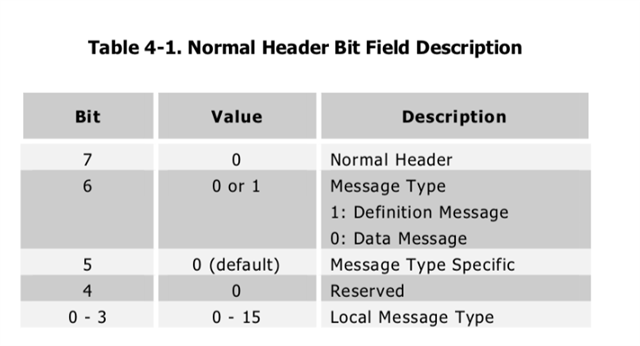 Table 4-1. Normal Header Bit Field Description
Bit Value Description
7 0 Normal Header
6 0 or 1 Message Type
1: Definition Message
0: Data Message
5 0 (default) Message Type Specific
4 0 Reserved
0 - 3 0 - 15 Local Message Type